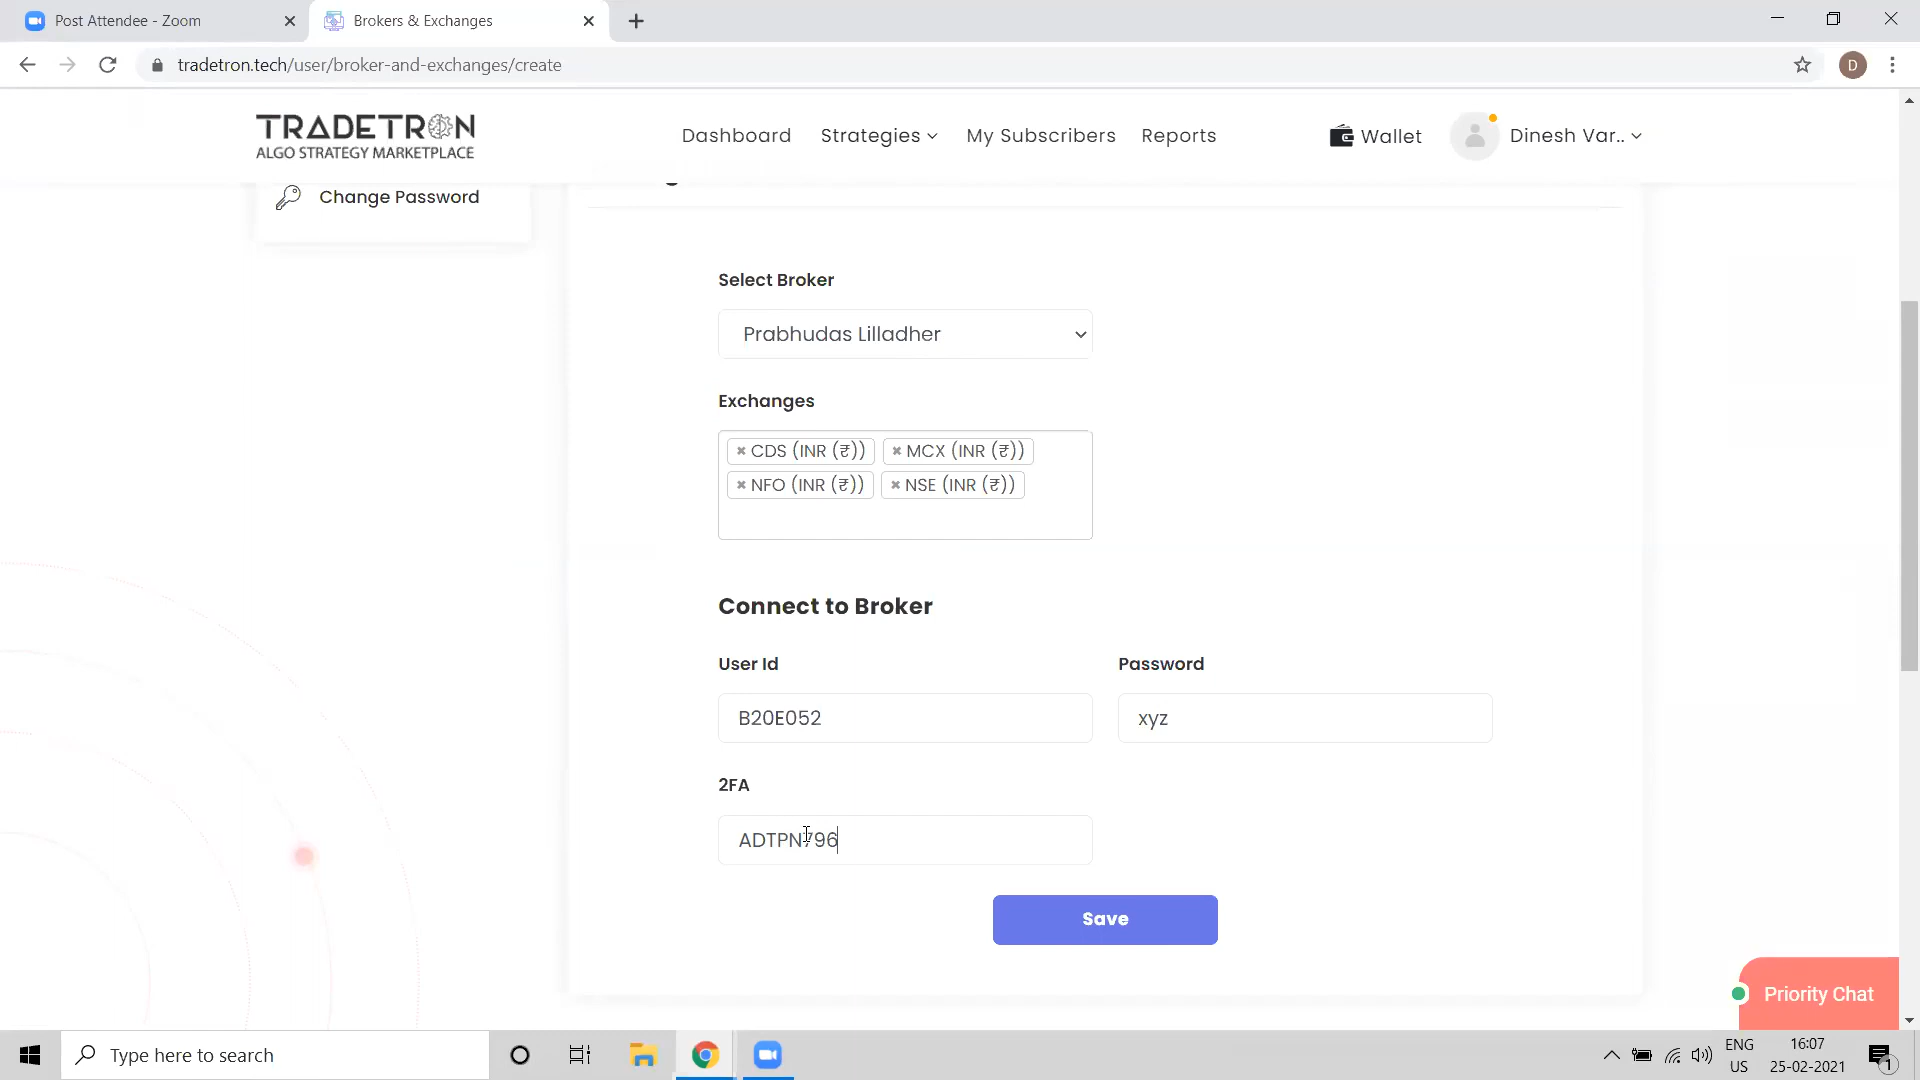 Post Attendee - Zoom
Brokers & Exchanges
tradetron.tech/user/broker-and-exchanges/create
D
TRADETRON
ALGO STRATEGY MARKETPLACE
Dashboard
Strategies
My Subscribers
Reports
Wallet
Dinesh Var..
Change Password
Select Broker
Prabhudas Lilladher
Exchanges
× CDS (INR (₹)) × MCX (INR (₹))
× NFO (INR (₹)) × NSE (INR (₹))
Connect to Broker
User Id
Password
B20E052
xyz
2FA
ADTPN796
Save
Priority Chat
Type here to search
ENG
US
16:07
25-02-2021
1